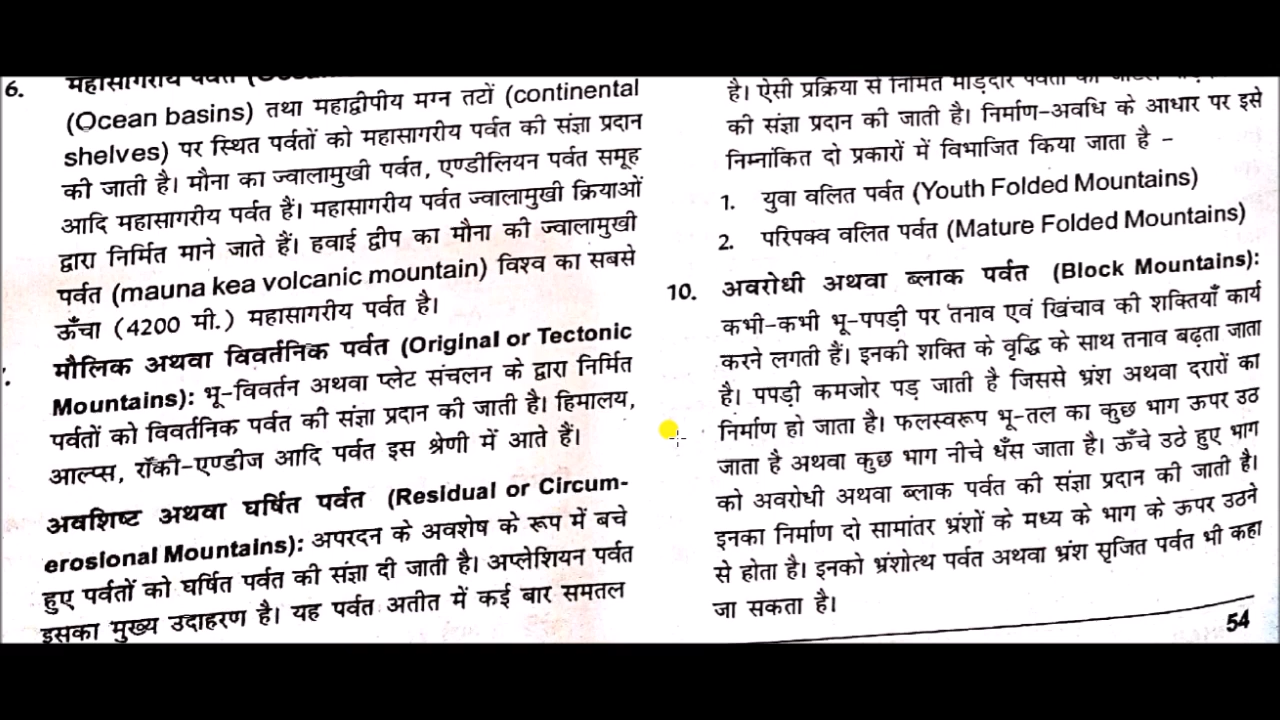 6.
(Ocean basins) तथा महाद्वीपीय मग्न तटों (continental
shelves) पर स्थित पर्वतों को महासागरीय पर्वत की संज्ञा प्रदान
की जाती है। मौना का ज्वालामुखी पर्वत, एण्डीलियन पर्वत समूह
आदि महासागरीय पर्वत हैं। महासागरीय पर्वत ज्वालामुखी क्रियाओं
द्वारा निर्मित माने जाते हैं। हवाई द्वीप का मौना की ज्वालामुखी
पर्वत (mauna kea volcanic mountain) विश्व का सबसे
ऊँचा (4200 मी.) महासागरीय पर्वत है।
मौलिक अथवा विवर्तनिक पर्वत (Original or Tectonic
Mountains): भू-विवर्तन अथवा प्लेट संचलन के द्वारा निर्मित
पर्वतों को विवर्तनिक पर्वत की संज्ञा प्रदान की जाती है। हिमालय,
आल्प्स, रॉकी-एण्डीज आदि पर्वत इस श्रेणी में आते हैं।
अवशिष्ट अथवा घर्षित पर्वत (Residual or Circum-
erosional Mountains): अपरदन के अवशेष के रूप में बचे
हुए पर्वतों को घर्षित पर्वत की संज्ञा दी जाती है। अप्लेशियन पर्वत
इसका मुख्य उदाहरण है। यह पर्वत अतीत में कई बार समतल
है। ऐसी प्रक्रिया से निर्मित मोड़दार पर्वतों को
की संज्ञा प्रदान की जाती है। निर्माण-अवधि के आधार पर इसे
निम्नांकित दो प्रकारों में विभाजित किया जाता है -
1. युवा वलित पर्वत (Youth Folded Mountains)
2. परिपक्व वलित पर्वत (Mature Folded Mountains)
10. अवरोधी अथवा ब्लाक पर्वत (Block Mountains):
कभी-कभी भू-पपड़ी पर तनाव एवं खिंचाव की शक्तियाँ कार्य
करने लगती हैं। इनकी शक्ति के वृद्धि के साथ तनाव बढ़ता जाता
है। पपड़ी कमजोर पड़ जाती है जिससे भ्रंश अथवा दरारों का
निर्माण हो जाता है। फलस्वरूप भू-तल का कुछ भाग ऊपर उठ
जाता है अथवा कुछ भाग नीचे धँस जाता है। ऊँचे उठे हुए भाग
को अवरोधी अथवा ब्लाक पर्वत की संज्ञा प्रदान की जाती है।
इनका निर्माण दो सामांतर भ्रंशों के मध्य के भाग के ऊपर उठने
से होता है। इनको भ्रंशोत्थ पर्वत अथवा भ्रंश सृजित पर्वत भी कहा
जा सकता है।
54